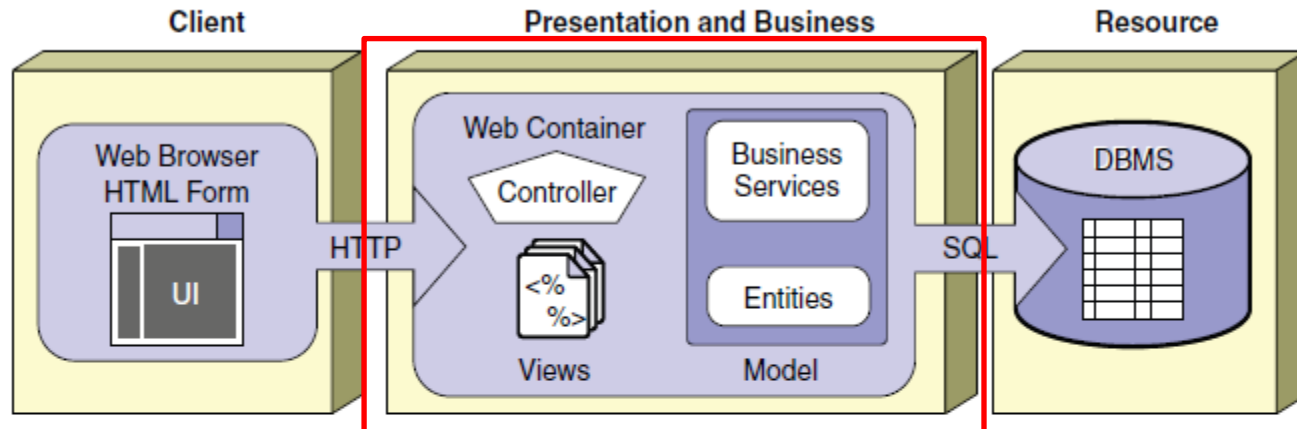 Client
Presentation and Business
Resource
Web Browser
HTML Form
UI
HTTP
Web Container
Controller
<%
%>
Views
Business
Services
Entities
Model
SQL
DBMS